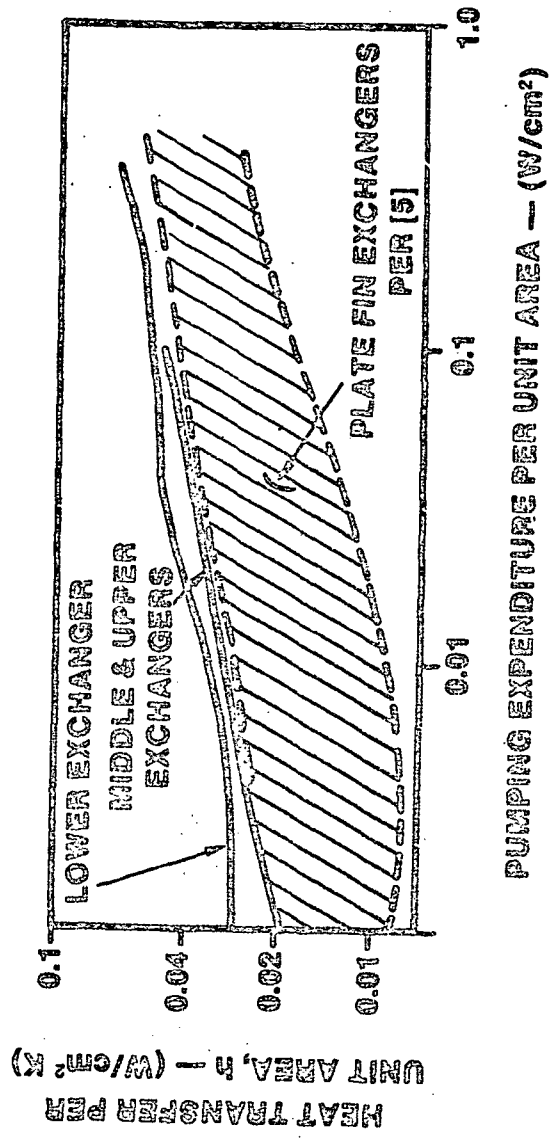 HEAT TRANSFER PER
UNIT AREA, h — (W/cm² K)
0.1
0.04
0.02
0.01
LOWER EXCHANGER
MIDDLE & UPPER
EXCHANGERS
PLATE FIN EXCHANGERS
PER [5]
0.01
0.1
1.0
PUMPING EXPENDITURE PER UNIT AREA — (W/cm²)